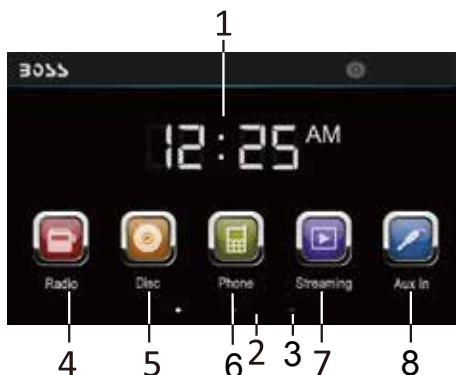 1
BOSS
12:25 AM
Radio Disc Phone Streaming Aux In
4 5 6 2 3 7 8